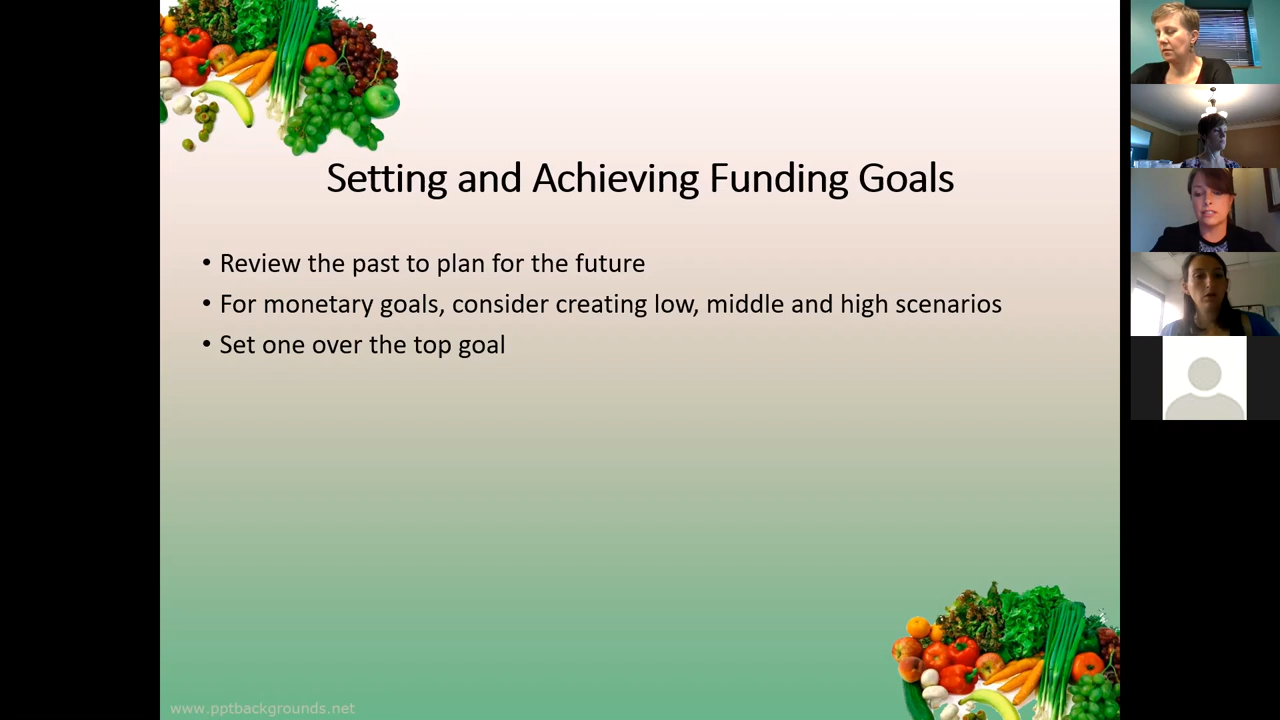 Setting and Achieving Funding Goals
• Review the past to plan for the future
• For monetary goals, consider creating low, middle and high scenarios
• Set one over the top goal
www.pptbackgrounds.net